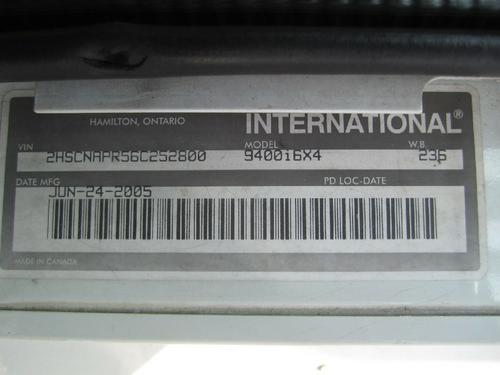 HAMILTON, ONTARIO INTERNATIONAL®
VIN MODEL W.B.
2HSCNAPR56C252800 9400I6X4 236
DATE MFG PD LOC-DATE
JUN-24-2005
MADE IN CANADA